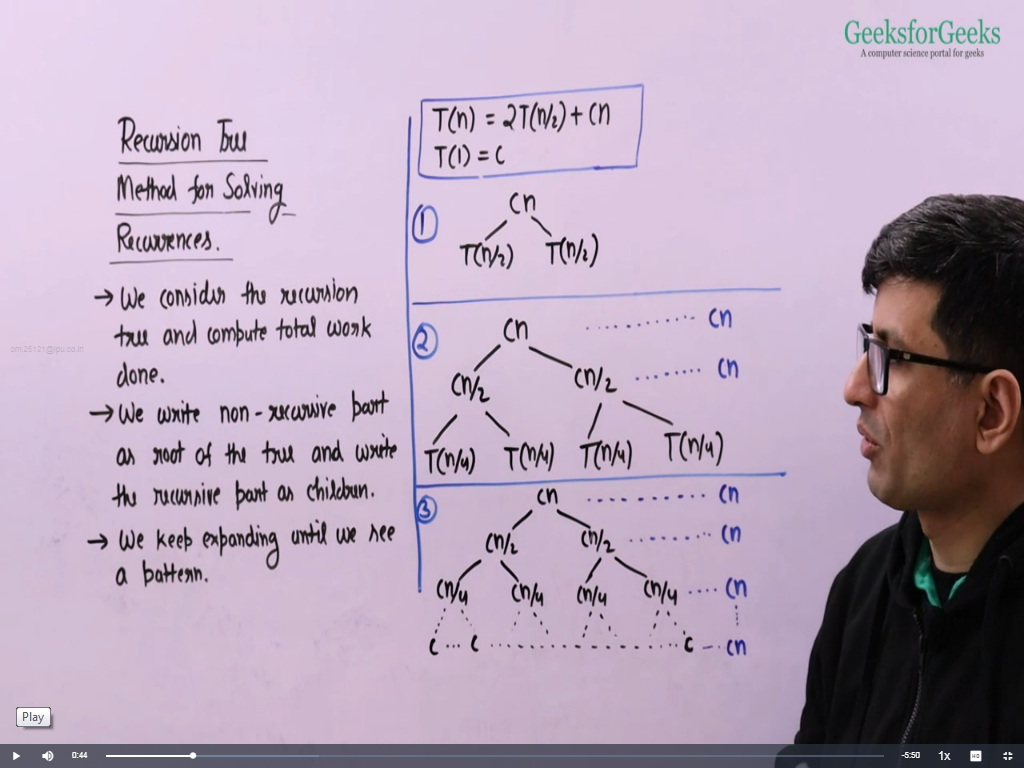 GeeksforGeeks
A computer science portal for geeks
Recursion Tree
Method for Solving
Recurrences.
→ We consider the recursion
tree and compute total work
done.
→ We write non-recursive part
as root of the tree and write
the recursive part as children.
→ We keep expanding until we see
a pattern.
T(n) = 2T(n/2) + Cn
T(1) = C
1
Cn
T(n/2) T(n/2)
2
Cn ........ Cn
Cn/2 Cn/2 ....... Cn
T(n/4) T(n/4) T(n/4) T(n/4)
3
Cn ........ Cn
Cn/2 Cn/2 ........ Cn
Cn/4 Cn/4 Cn/4 Cn/4 .... Cn
C ... C ........ C -- Cn
Play
0:44
-5:50
1x